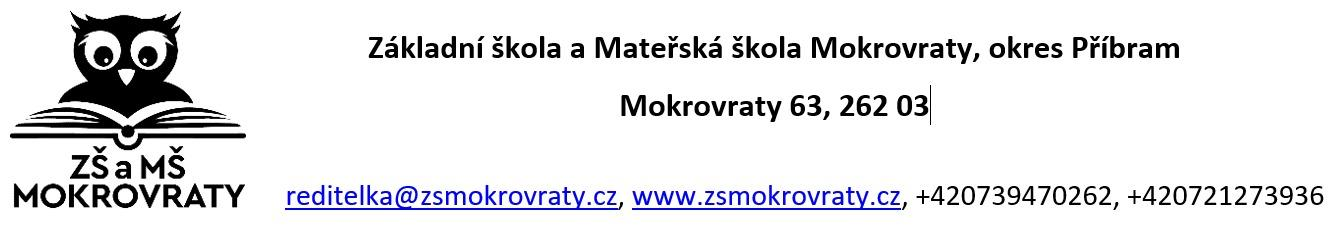 Základní škola a Mateřská škola Mokrovraty, okres Příbram
Mokrovraty 63, 262 03
ZŠ a MŠ
MOKROVRATY
reditelka@zsmokrovraty.cz, www.zsmokrovraty.cz, +420739470262, +420721273936